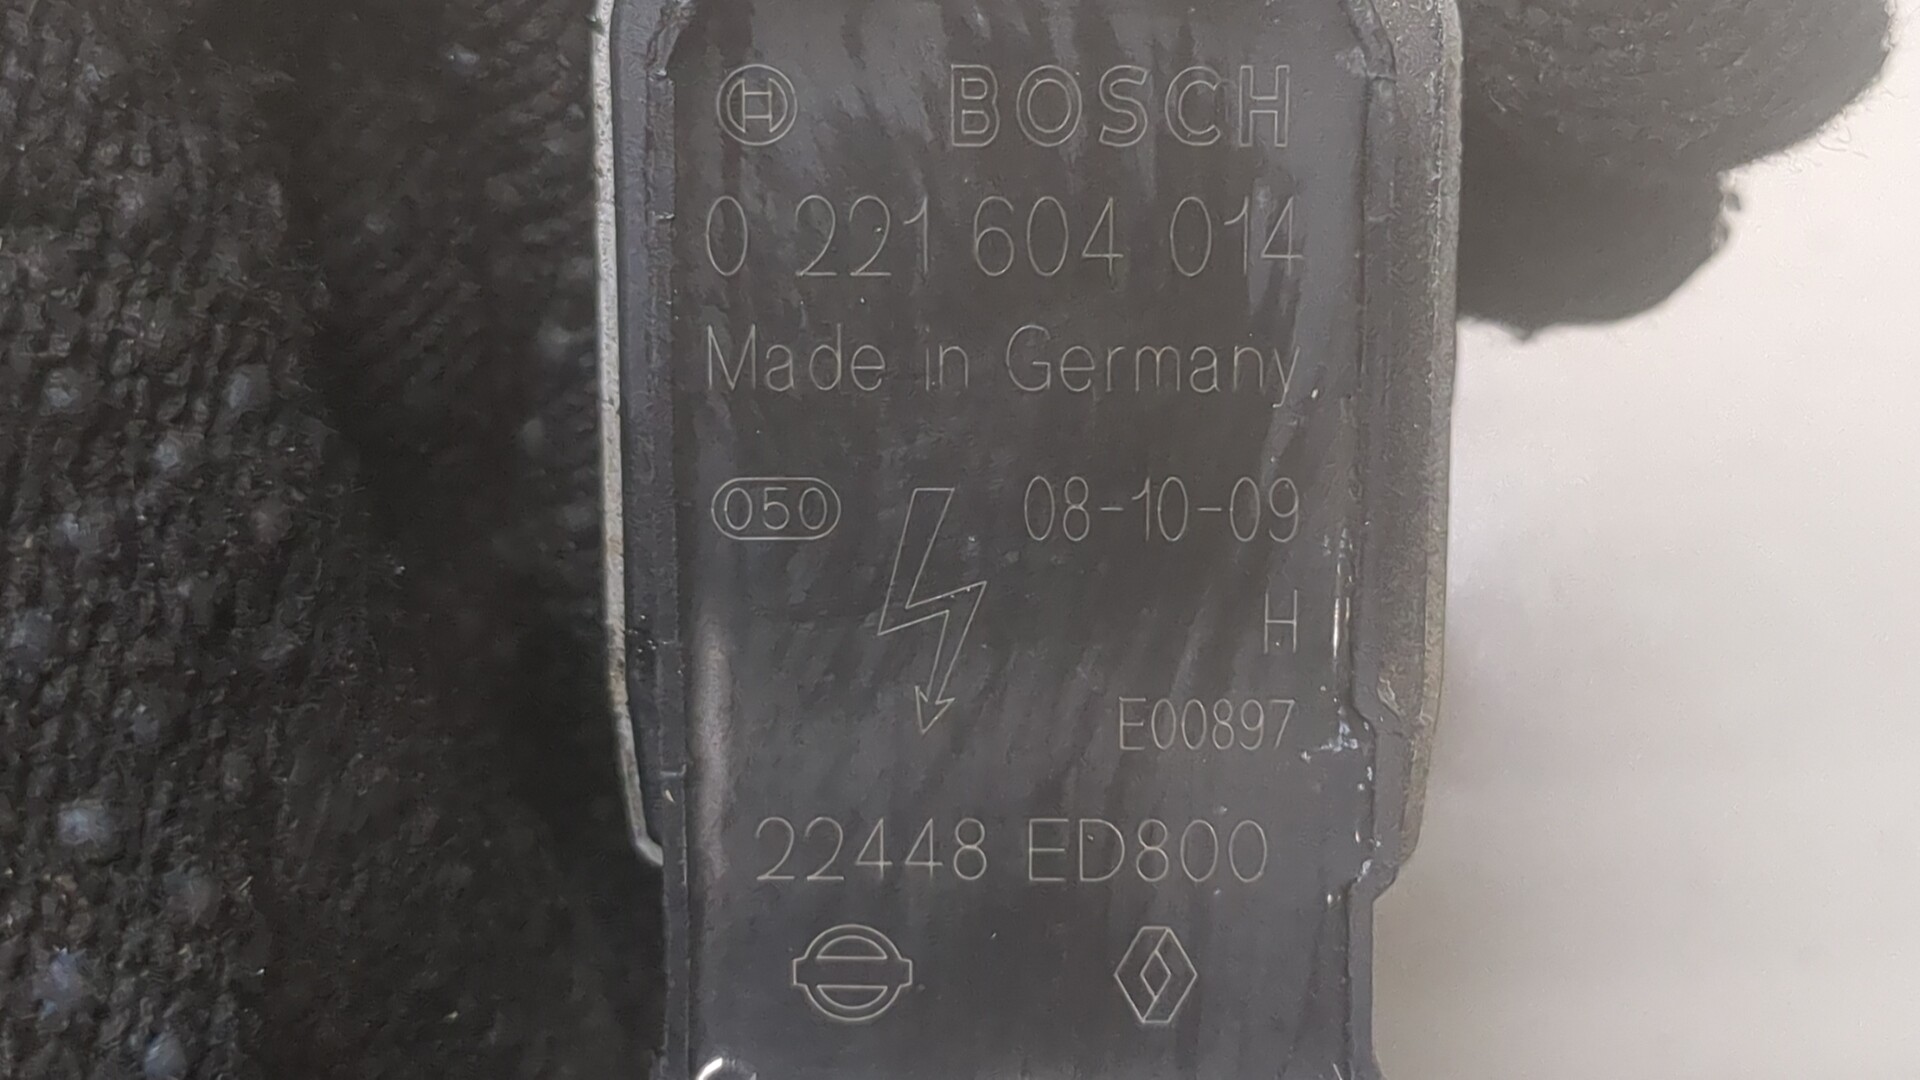 BOSCH
0 221 604 014
Made in Germany
050 08-10-09
H
E00897
22448 ED800